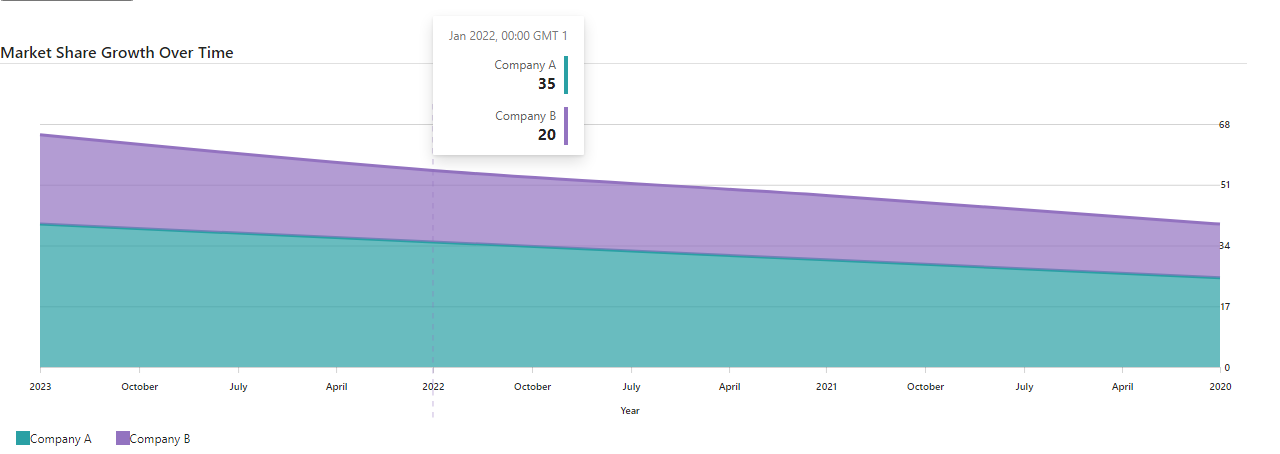 Market Share Growth Over Time
Jan 2022, 00:00 GMT 1
Company A
35
Company B
20
68
51
34
17
0
2023 October July April 2022 October July April 2021 October July April 2020
Year
Company A Company B